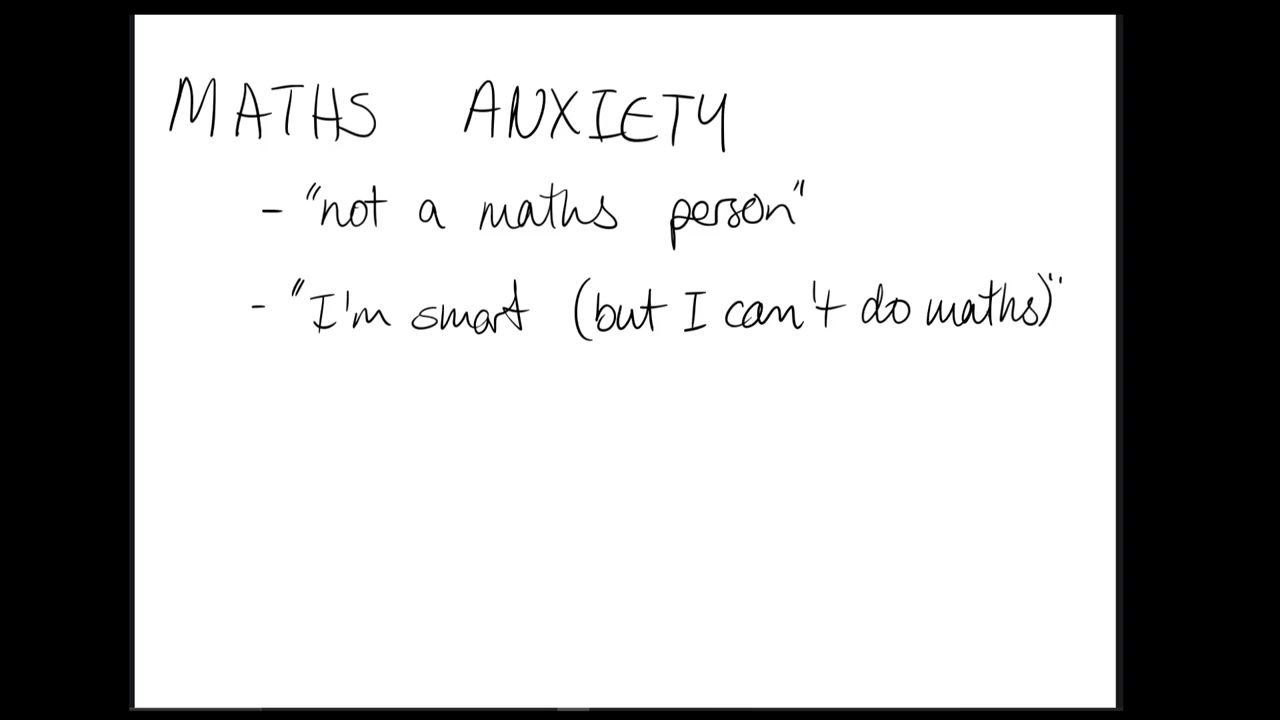 MATHS ANXIETY
- "not a maths person"
- "I'm smart (but I can't do maths)"